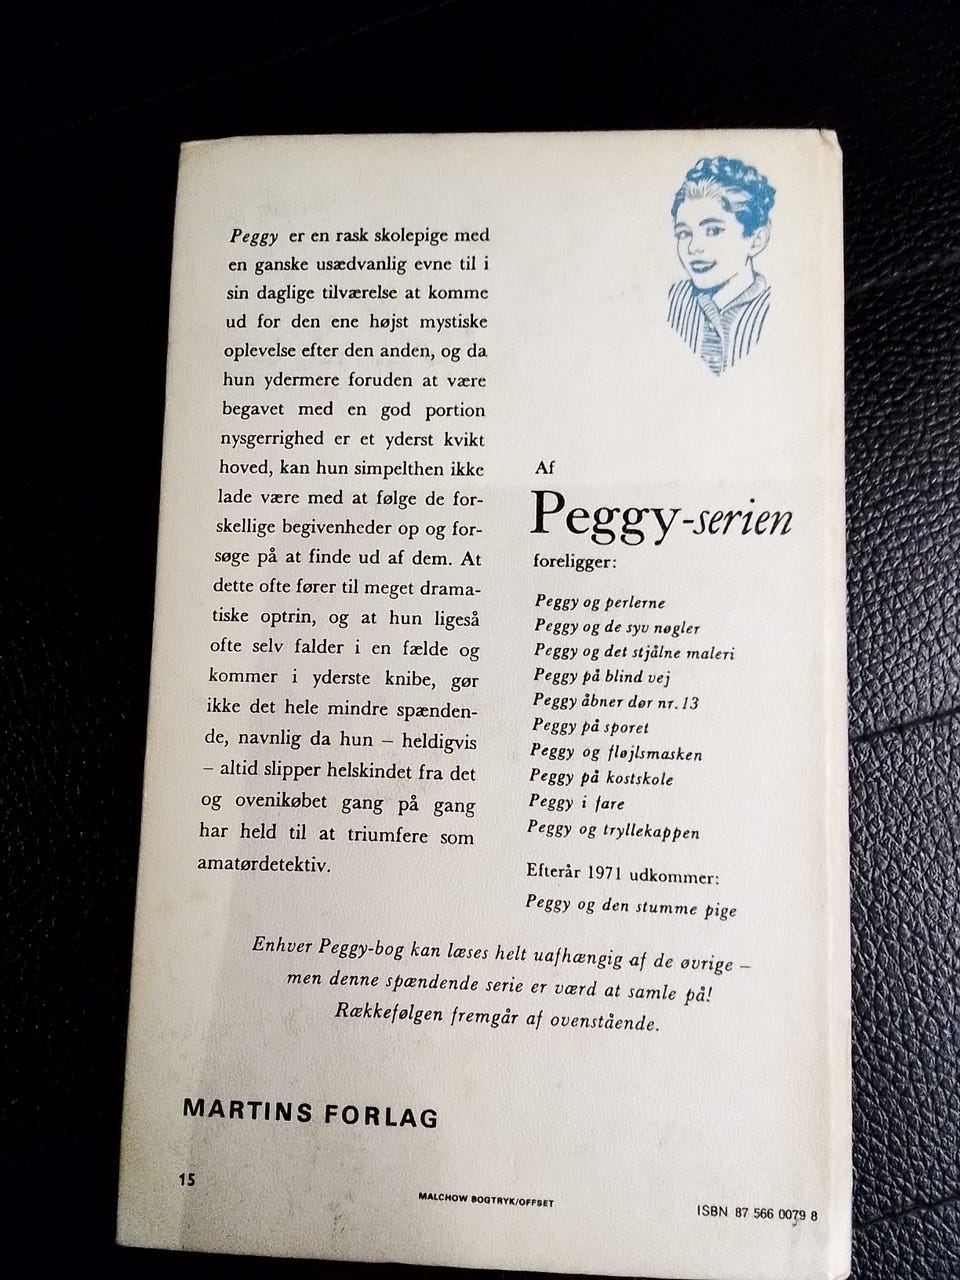 Peggy er en rask skolepige med
en ganske usædvanlig evne til i
sin daglige tilværelse at komme
ud for den ene højst mystiske
oplevelse efter den anden, og da
hun ydermere foruden at være
begavet med en god portion
nysgerrighed er et yderst kvikt
hoved, kan hun simpelthen ikke
lade være med at følge de for-
skellige begivenheder op og for-
søge på at finde ud af dem. At
dette ofte fører til meget drama-
tiske optrin, og at hun ligeså
ofte selv falder i en fælde og
kommer i yderste knibe, gør
ikke det hele mindre spænden-
de, navnlig da hun – heldigvis
– altid slipper helskindet fra det
og ovenikøbet gang på gang
har held til at triumfere som
amatørdetektiv.
Af
Peggy-serien
foreligger:
Peggy og perlerne
Peggy og de syv nøgler
Peggy og det stjålne maleri
Peggy på blind vej
Peggy åbner dør nr. 13
Peggy på sporet
Peggy og fløjlsmasken
Peggy på kostskole
Peggy i fare
Peggy og tryllekappen
Efterår 1971 udkommer:
Peggy og den stumme pige
Enhver Peggy-bog kan læses helt uafhængig af de øvrige –
men denne spændende serie er værd at samle på!
Rækkefølgen fremgår af ovenstående.
MARTINS FORLAG
15
MALCHOW BOGTRYK/OFFSET
ISBN 87 566 0079 8